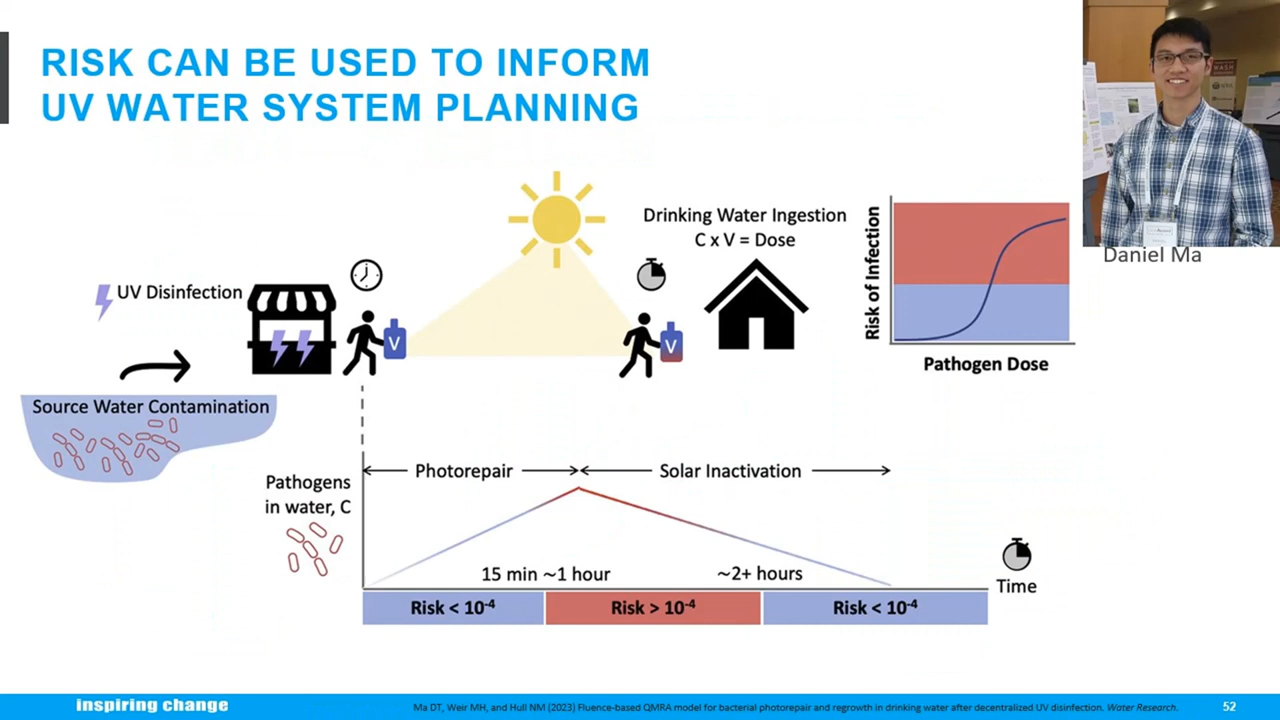 RISK CAN BE USED TO INFORM
UV WATER SYSTEM PLANNING
Daniel Ma
UV Disinfection
Drinking Water Ingestion
C x V = Dose
V
V
Risk of Infection
Pathogen Dose
Source Water Contamination
Photorepair
Solar Inactivation
Pathogens
in water, C
15 min ~1 hour
~2+ hours
Time
Risk < 10⁻⁴
Risk > 10⁻⁴
Risk < 10⁻⁴
inspiring change
Ma DT, Weir MH, and Hull NM (2023) Fluence-based QMRA model for bacterial photorepair and regrowth in drinking water after decentralized UV disinfection. Water Research.
52